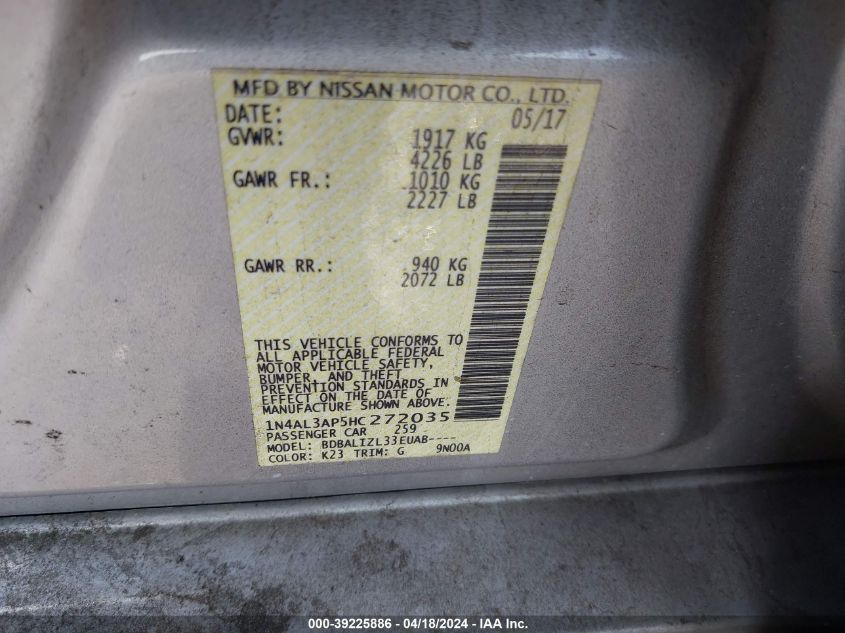 MFD BY NISSAN MOTOR CO., LTD.
DATE: 05/17
GVWR: 1917 KG
4226 LB
GAWR FR.: 1010 KG
2227 LB
GAWR RR.: 940 KG
2072 LB
THIS VEHICLE CONFORMS TO
ALL APPLICABLE FEDERAL
MOTOR VEHICLE SAFETY,
BUMPER, AND THEFT
PREVENTION STANDARDS IN
EFFECT ON THE DATE OF
MANUFACTURE SHOWN ABOVE.
1N4AL3AP5HC272035
PASSENGER CAR 259
MODEL: BDBALIZL33EUAB----
COLOR: K23 TRIM: G 9N00A
000-39225886 - 04/18/2024 - IAA Inc.